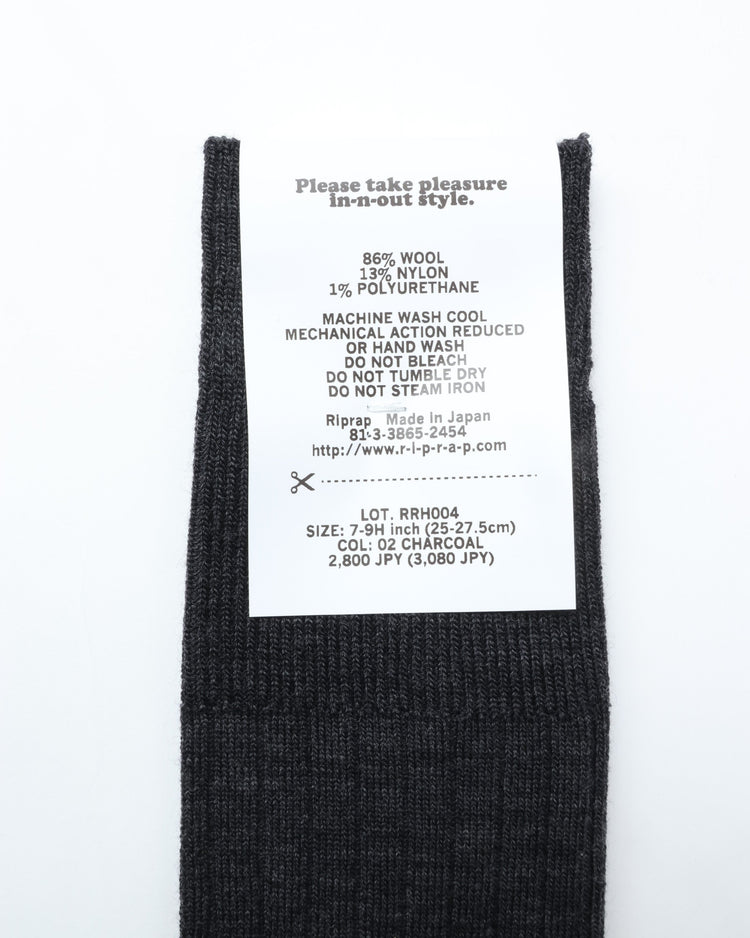 Please take pleasure
in-n-out style.
86% WOOL
13% NYLON
1% POLYURETHANE
MACHINE WASH COOL
MECHANICAL ACTION REDUCED
OR HAND WASH
DO NOT BLEACH
DO NOT TUMBLE DRY
DO NOT STEAM IRON
Riprap Made In Japan
81-3-3865-2454
http://www.r-i-p-r-a-p.com
LOT. RRH004
SIZE: 7-9H inch (25-27.5cm)
COL: 02 CHARCOAL
2,800 JPY (3,080 JPY)